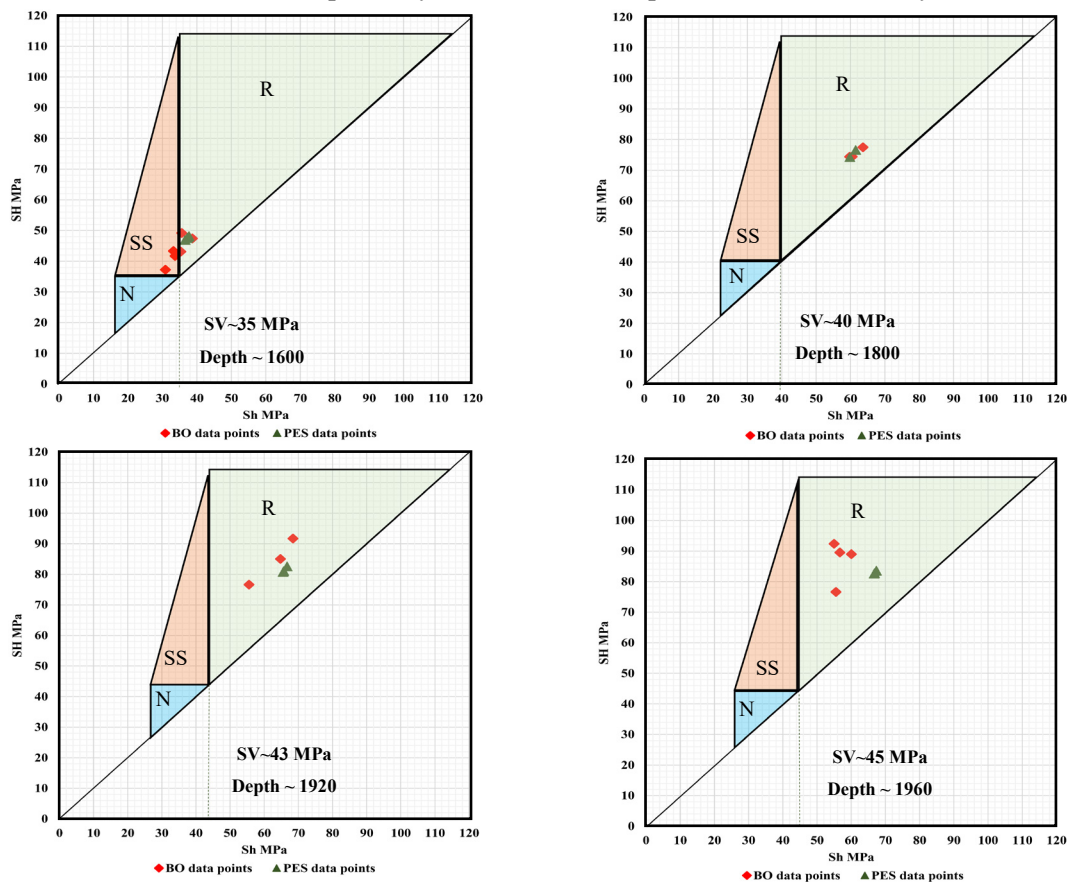 120
110
100
90
80
70
60
50
40
30
20
10
0
SH MPa
R
SS
N
SV~35 MPa
Depth ~ 1600
0 10 20 30 40 50 60 70 80 90 100 110 120
Sh MPa
BO data points PES data points
120
110
100
90
80
70
60
50
40
30
20
10
0
SH MPa
R
SS
N
SV~40 MPa
Depth ~ 1800
0 10 20 30 40 50 60 70 80 90 100 110 120
Sh MPa
BO data points PES data points
120
110
100
90
80
70
60
50
40
30
20
10
0
SH MPa
R
SS
N
SV~43 MPa
Depth ~ 1920
0 10 20 30 40 50 60 70 80 90 100 110 120
Sh MPa
BO data points PES data points
120
110
100
90
80
70
60
50
40
30
20
10
0
SH MPa
R
SS
N
SV~45 MPa
Depth ~ 1960
0 10 20 30 40 50 60 70 80 90 100 110 120
Sh MPa
BO data points PES data points